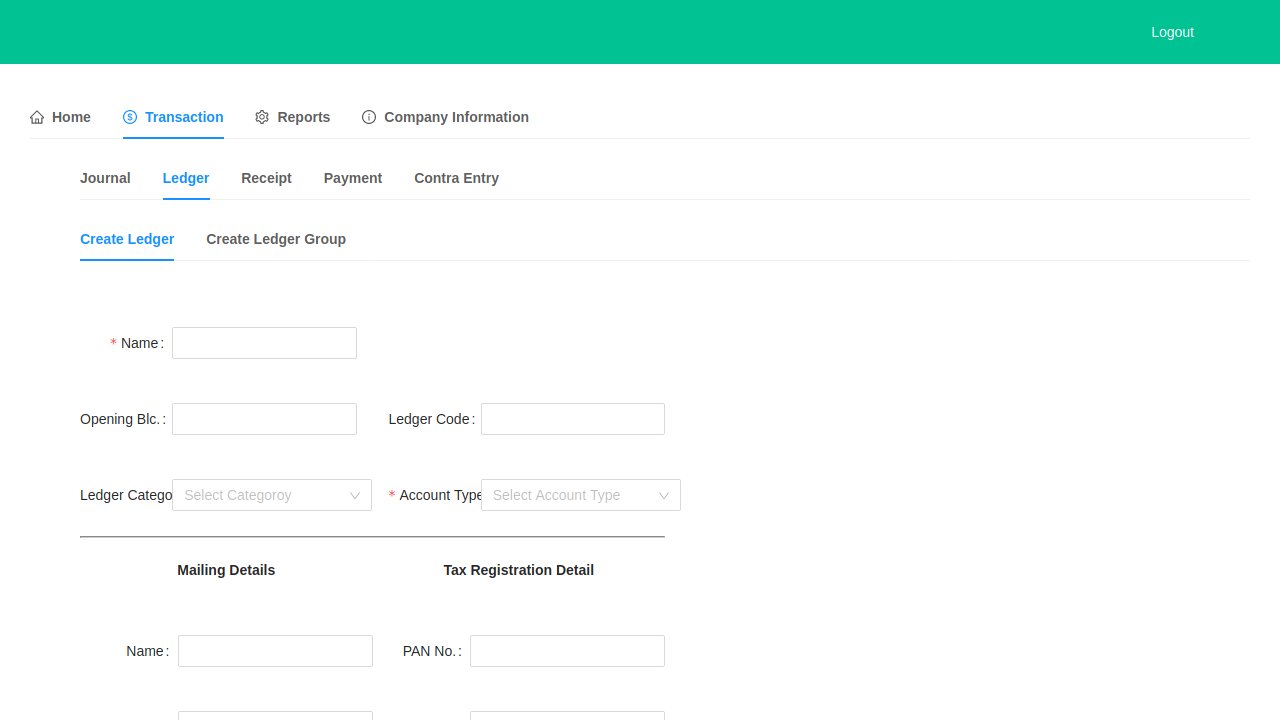 Logout
Home Transaction Reports Company Information
Journal Ledger Receipt Payment Contra Entry
Create Ledger Create Ledger Group
* Name :
Opening Blc. : Ledger Code :
Ledger Catego Select Categoroy * Account Type Select Account Type
Mailing Details Tax Registration Detail
Name : PAN No. :